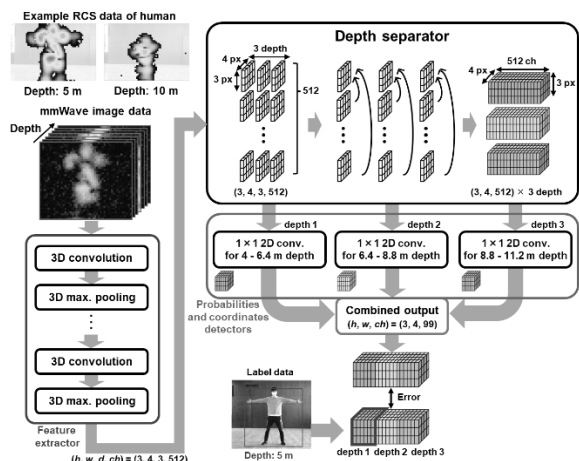 Example RCS data of human
Depth: 5 m
Depth: 10 m
mmWave image data
Depth
3D convolution
3D max. pooling
3D convolution
3D max. pooling
Feature
extractor
(h, w, d, ch) = (3, 4, 3, 512)
Depth separator
4 px
3 depth
3 px
512
(3, 4, 3, 512)
512 ch
4 px
3 px
(3, 4, 512) × 3 depth
depth 1
depth 2
depth 3
1 × 1 2D conv.
for 4 - 6.4 m depth
1 × 1 2D conv.
for 6.4 - 8.8 m depth
1 × 1 2D conv.
for 8.8 - 11.2 m depth
Probabilities
and coordinates
detectors
Combined output
(h, w, ch) = (3, 4, 99)
Label data
Depth: 5 m
Error
depth 1 depth 2 depth 3